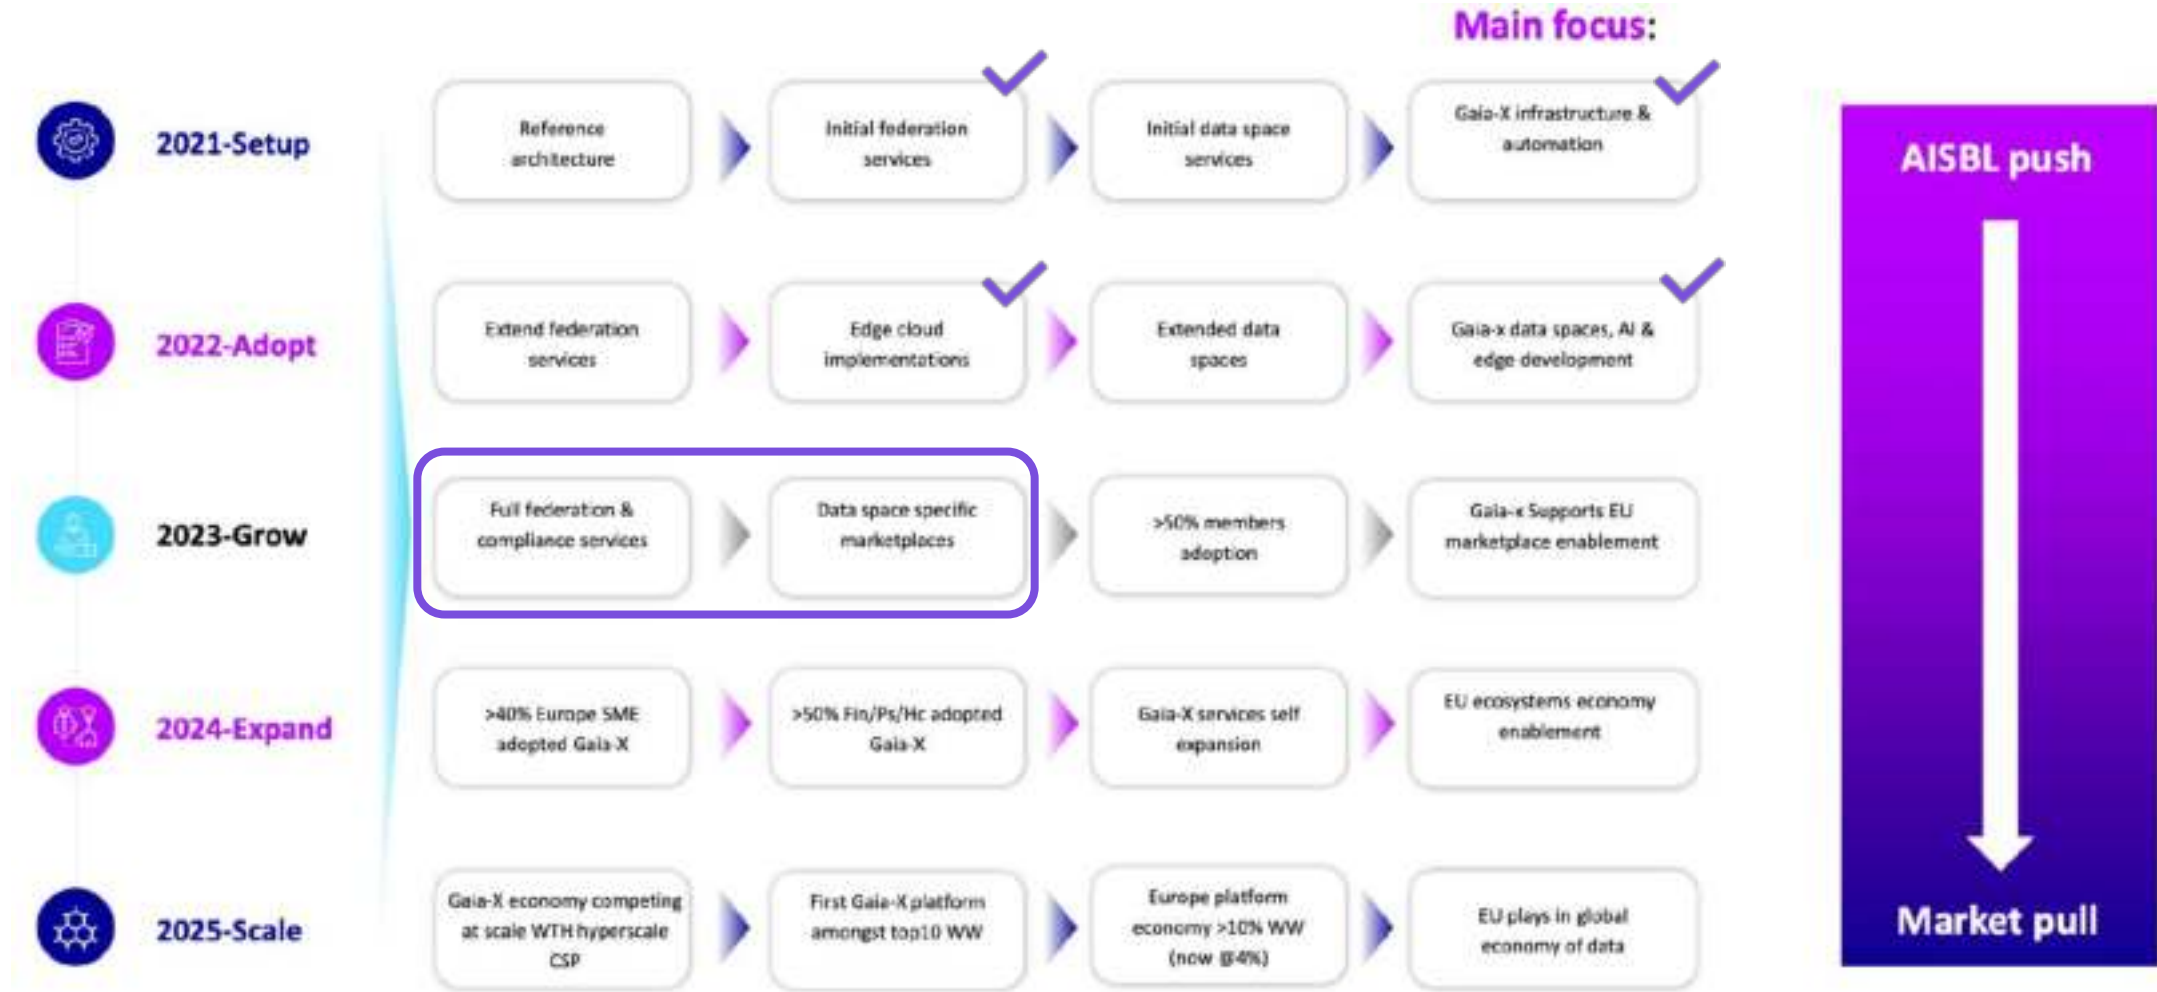 Main focus:
2021-Setup
Reference
architecture
Initial federation
services
Initial data space
services
Gaia-X infrastructure &
automation
AISBL push
2022-Adopt
Extend federation
services
Edge cloud
implementations
Extended data
spaces
Gaia-x data spaces, AI &
edge development
2023-Grow
Full federation &
compliance services
Data space specific
marketplaces
>50% members
adoption
Gaia-x Supports EU
marketplace enablement
2024-Expand
>40% Europe SME
adopted Gaia-X
>50% Fin/Ps/Hc adopted
Gaia-X
Gaia-X services self
expansion
EU ecosystems economy
enablement
2025-Scale
Gaia-X economy competing
at scale WTH hyperscale
CSP
First Gaia-X platform
amongst top10 WW
Europe platform
economy >10% WW
(now @4%)
EU plays in global
economy of data
Market pull